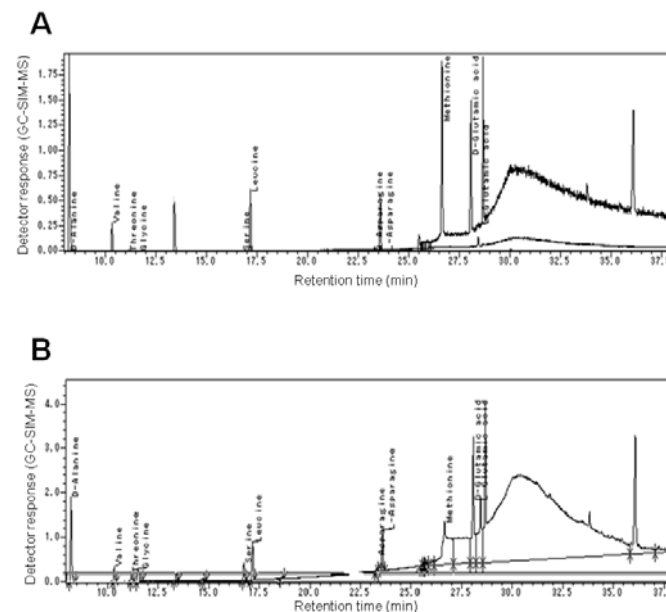 A
Detector response (GC-SIM-MS)
1.75
1.50
1.25
1.00
0.75
0.50
0.25
0.00
D-Alanine
Valine
Threonine
Glycine
Serine
Leucine
Asparagine
L-Asparagine
Methionine
D-Glutamic acid
Glutamic acid
10.0 12.5 15.0 17.5 20.0 22.5 25.0 27.5 30.0 32.5 35.0 37.
Retention time (min)
B
Detector response (GC-SIM-MS)
4.0
3.0
2.0
1.0
0.0
D-Alanine
Valine
Threonine
Glycine
Serine
Leucine
Asparagine
L-Asparagine
Methionine
D-Glutamic acid
Glutamic acid
10.0 12.5 15.0 17.5 20.0 22.5 25.0 27.5 30.0 32.5 35.0 37.
Retention time (min)